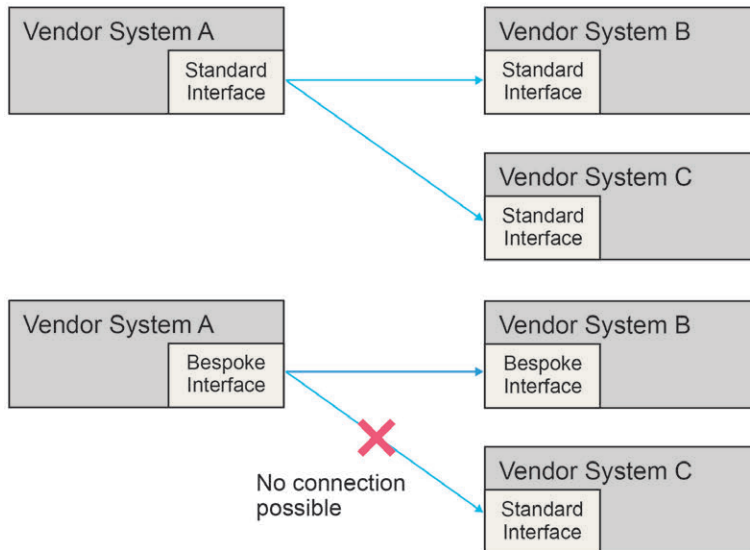 Vendor System A
Standard
Interface
Vendor System B
Standard
Interface
Vendor System C
Standard
Interface
Vendor System A
Bespoke
Interface
Vendor System B
Bespoke
Interface
No connection
possible
Vendor System C
Standard
Interface